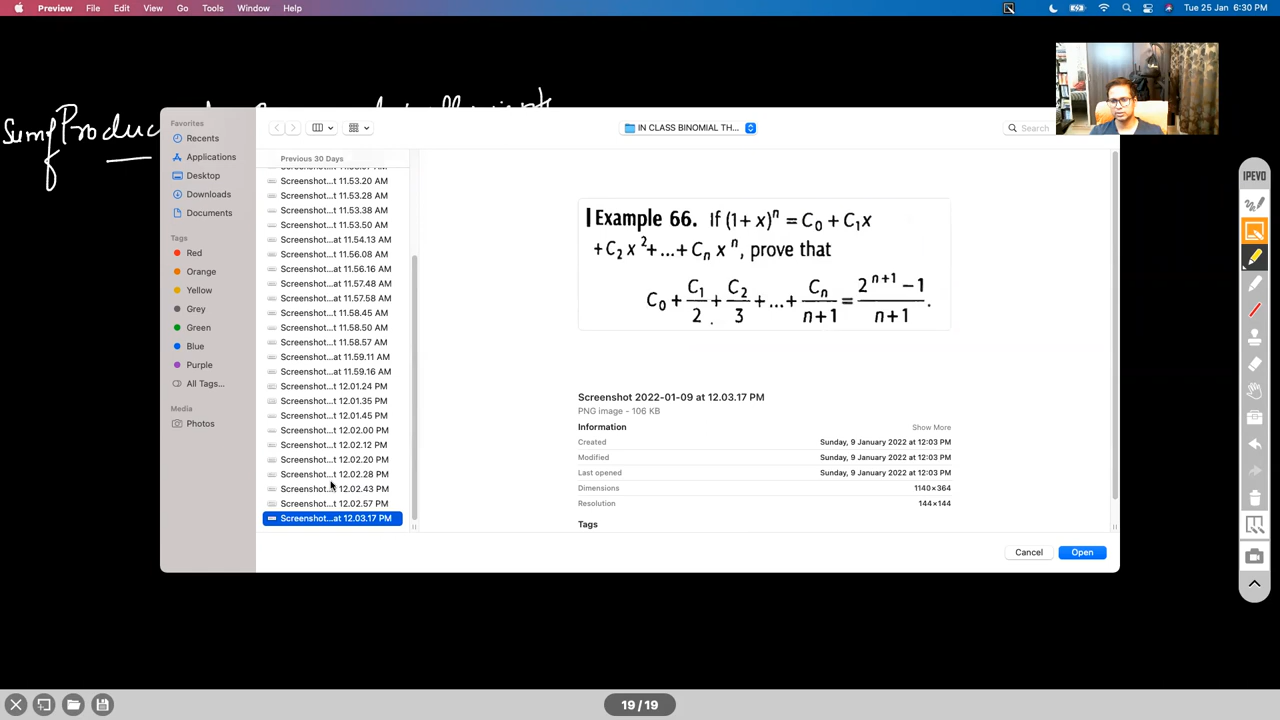 Preview File Edit View Go Tools Window Help
Tue 25 Jan 6:30 PM
Sum of Produc
Favorites
Recents
Applications
Desktop
Downloads
Documents
Tags
Red
Orange
Yellow
Grey
Green
Blue
Purple
All Tags...
Media
Photos
IN CLASS BINOMIAL TH...
Search
Previous 30 Days
Screenshot...t 11.53.20 AM
Screenshot...t 11.53.28 AM
Screenshot...t 11.53.38 AM
Screenshot...t 11.53.50 AM
Screenshot...at 11.54.13 AM
Screenshot...t 11.56.08 AM
Screenshot...at 11.56.16 AM
Screenshot...t 11.57.48 AM
Screenshot...t 11.57.58 AM
Screenshot...t 11.58.45 AM
Screenshot...t 11.58.50 AM
Screenshot...t 11.58.57 AM
Screenshot...at 11.59.11 AM
Screenshot...at 11.59.16 AM
Screenshot...t 12.01.24 PM
Screenshot...t 12.01.35 PM
Screenshot...t 12.01.45 PM
Screenshot...t 12.02.00 PM
Screenshot...t 12.02.12 PM
Screenshot...t 12.02.20 PM
Screenshot...t 12.02.28 PM
Screenshot...t 12.02.43 PM
Screenshot...t 12.02.57 PM
Screenshot...at 12.03.17 PM
Example 66. If (1+ x)^n = C_0 + C_1x
+ C_2 x^2 + ... + C_n x^n, prove that
C_0 + C_1/2 + C_2/3 + ... + C_n/(n+1) = (2^(n+1) − 1)/(n+1).
Screenshot 2022-01-09 at 12.03.17 PM
PNG image - 106 KB
Information Show More
Created Sunday, 9 January 2022 at 12:03 PM
Modified Sunday, 9 January 2022 at 12:03 PM
Last opened Sunday, 9 January 2022 at 12:03 PM
Dimensions 1140×364
Resolution 144×144
Tags
Cancel Open
IPEVO
19 / 19